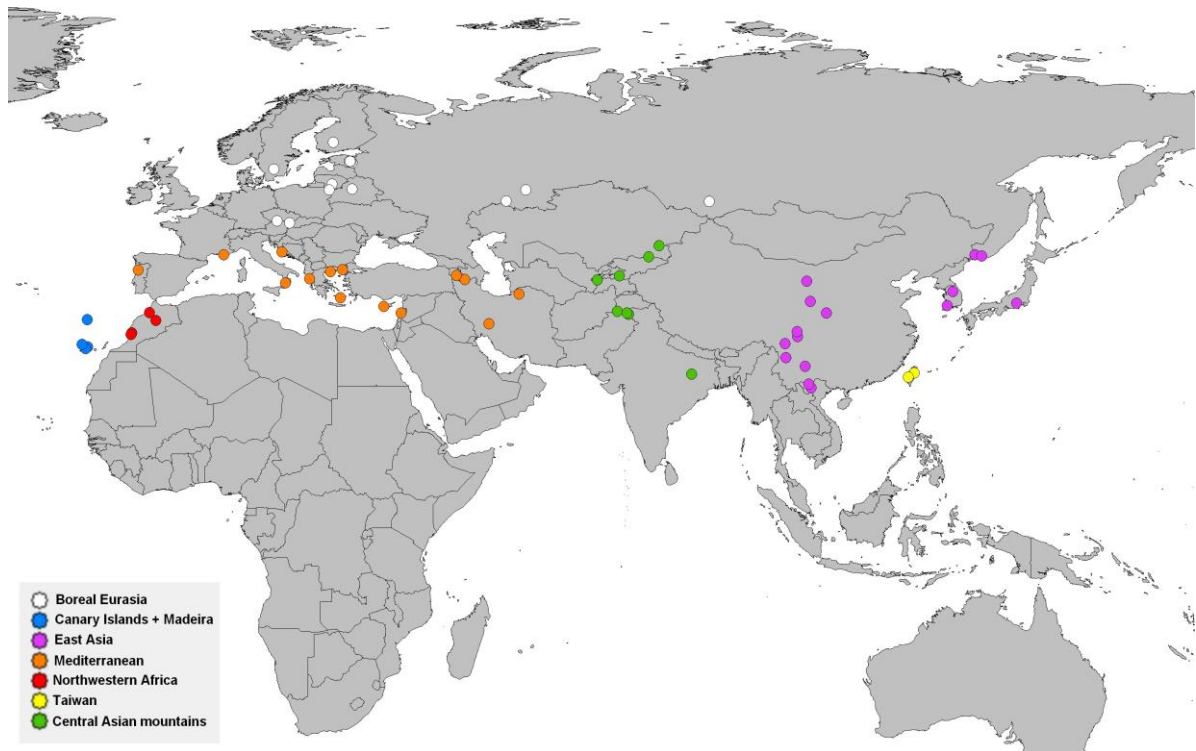 Boreal Eurasia
Canary Islands + Madeira
East Asia
Mediterranean
Northwestern Africa
Taiwan
Central Asian mountains